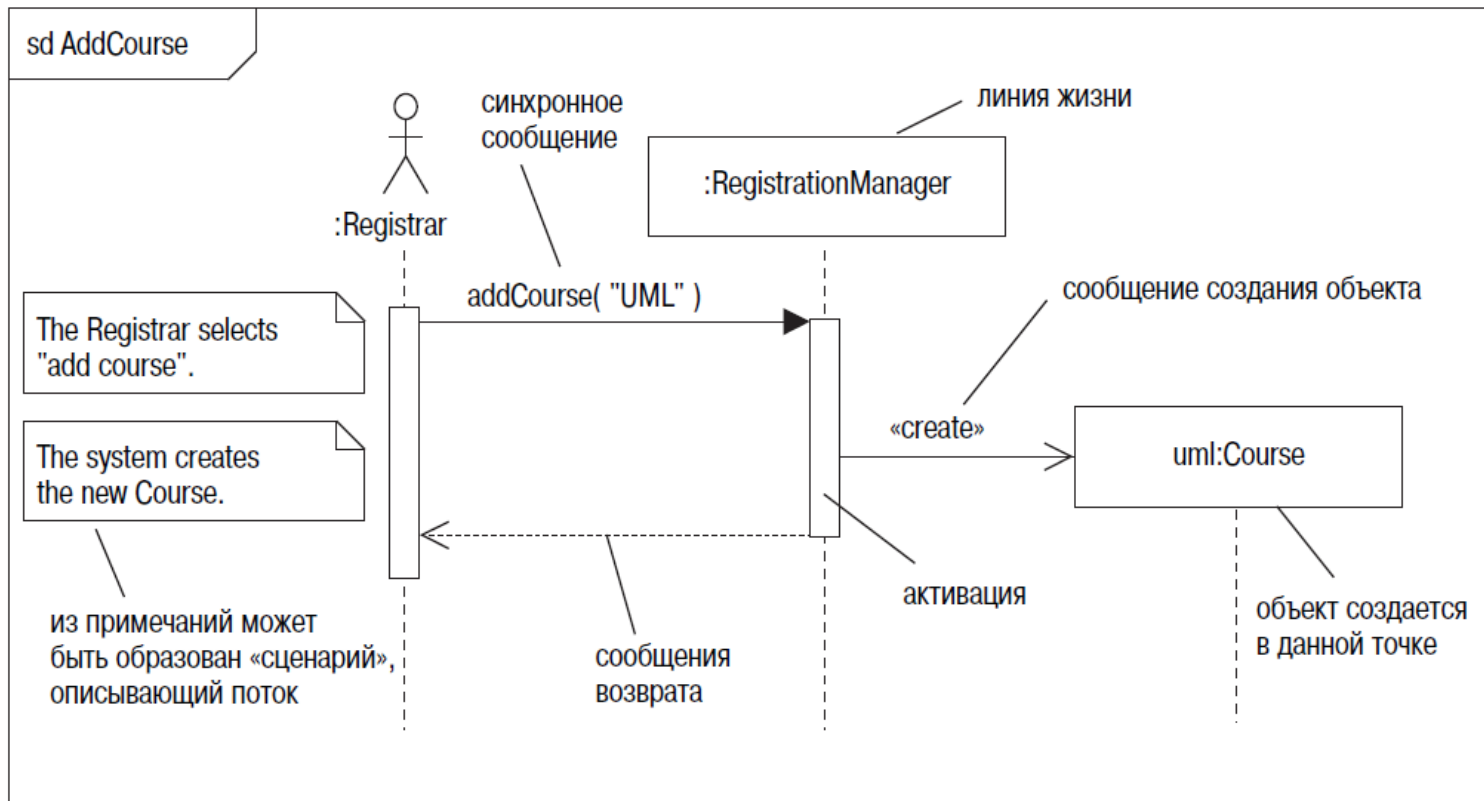 sd AddCourse
синхронное
сообщение
линия жизни
:RegistrationManager
:Registrar
addCourse( "UML" )
сообщение создания объекта
The Registrar selects
"add course".
«create»
uml:Course
The system creates
the new Course.
активация
объект создается
в данной точке
из примечаний может
быть образован «сценарий»,
описывающий поток
сообщения
возврата